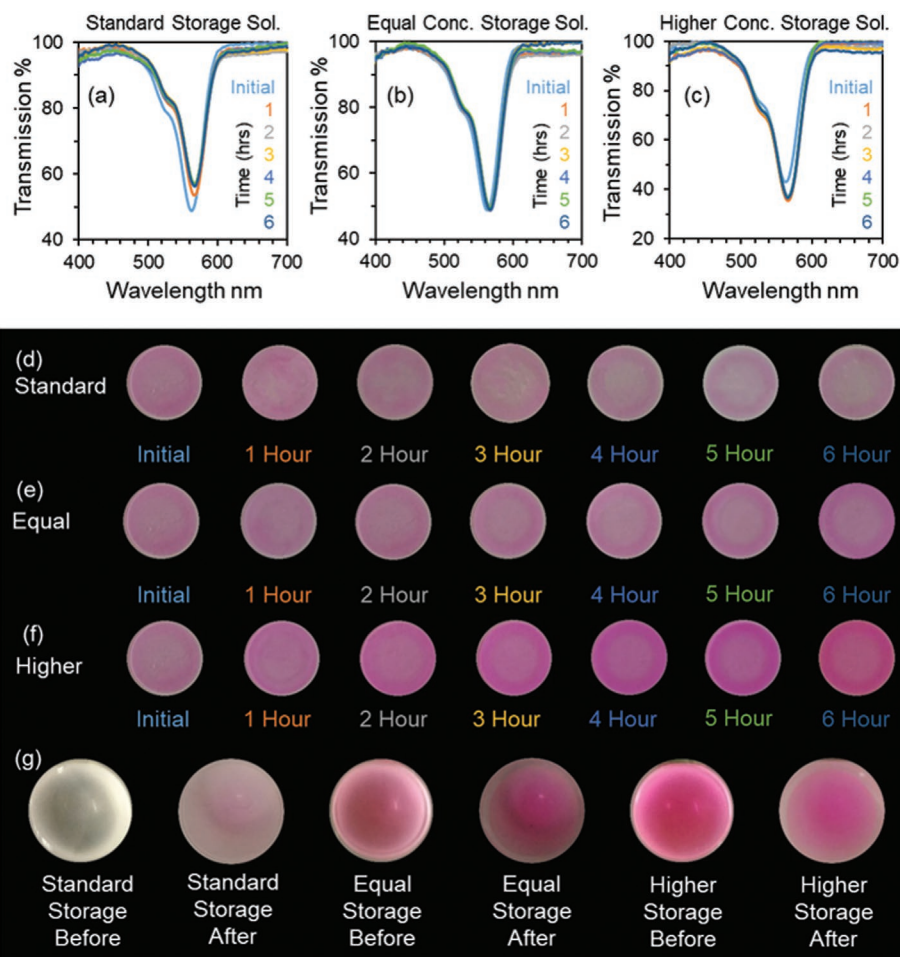 Standard Storage Sol.
Equal Conc. Storage Sol.
Higher Conc. Storage Sol.
100
80
60
40
Transmission %
(a)
Initial
1
2
3
4
5
6
Time (hrs)
400
500
600
700
Wavelength nm
100
80
60
40
Transmission %
(b)
Initial
1
2
3
4
5
6
Time (hrs)
400
500
600
700
Wavelength nm
100
80
60
40
20
Transmission %
(c)
Initial
1
2
3
4
5
6
Time (hrs)
400
500
600
700
Wavelength nm
(d)
Standard
Initial 1 Hour 2 Hour 3 Hour 4 Hour 5 Hour 6 Hour
(e)
Equal
Initial 1 Hour 2 Hour 3 Hour 4 Hour 5 Hour 6 Hour
(f)
Higher
Initial 1 Hour 2 Hour 3 Hour 4 Hour 5 Hour 6 Hour
(g)
Standard
Storage
Before
Standard
Storage
After
Equal
Storage
Before
Equal
Storage
After
Higher
Storage
Before
Higher
Storage
After